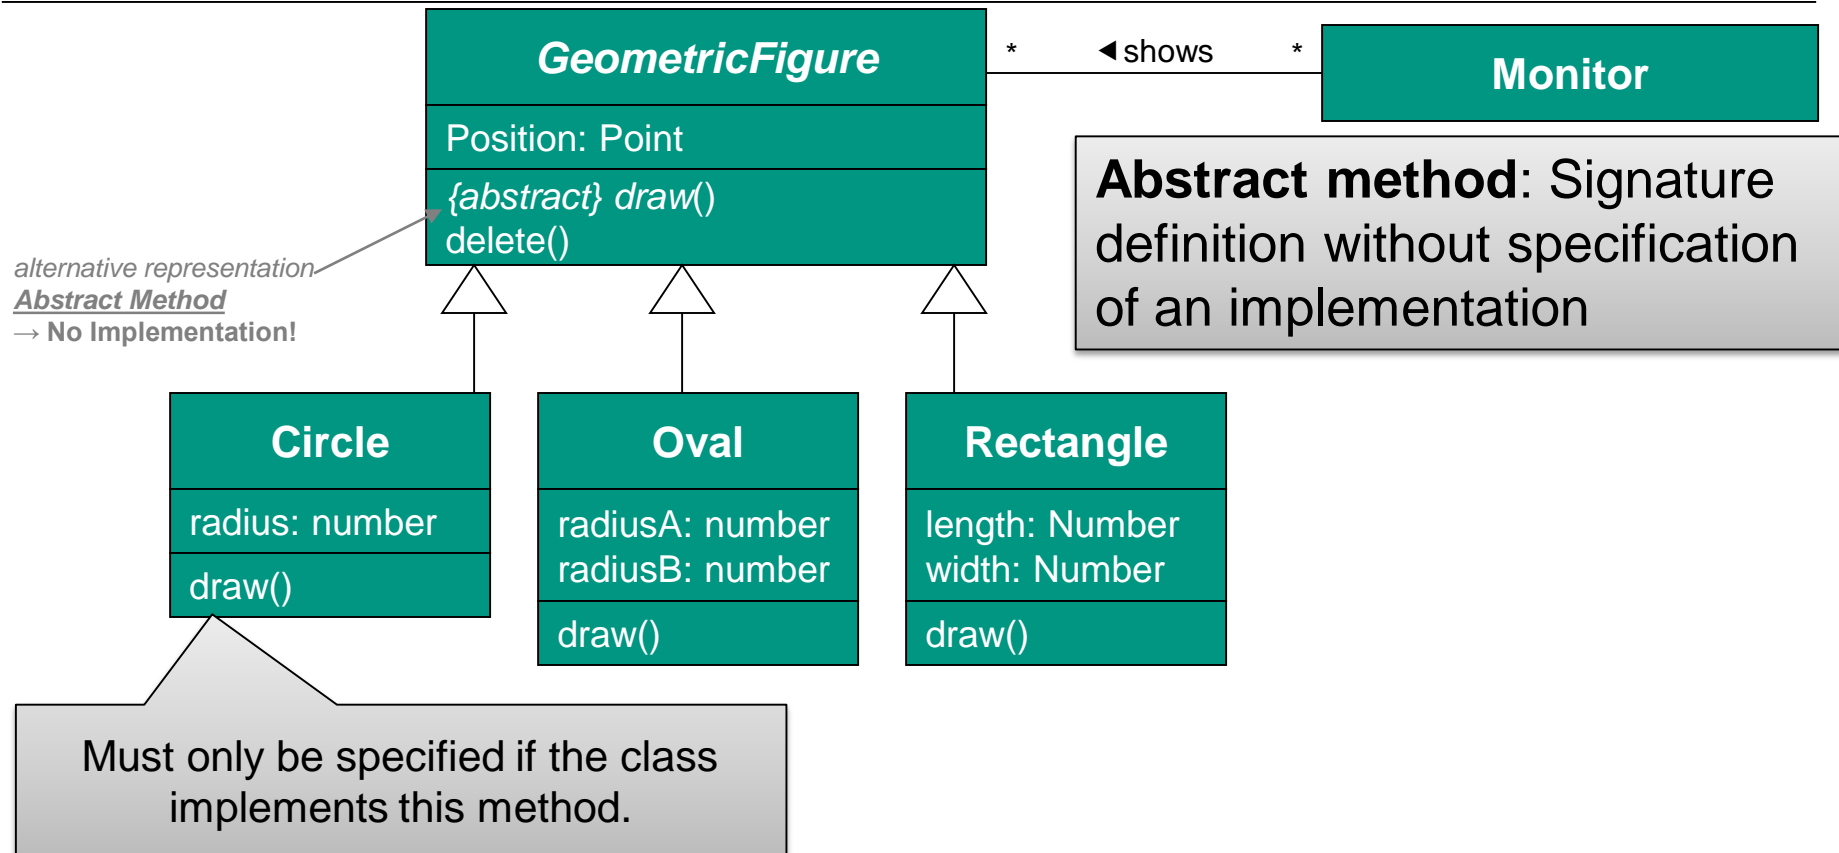 GeometricFigure
* ◀ shows *
Monitor
Position: Point
{abstract} draw()
delete()
alternative representation
Abstract Method
→ No Implementation!
Abstract method: Signature
definition without specification
of an implementation
Circle
radius: number
draw()
Oval
radiusA: number
radiusB: number
draw()
Rectangle
length: Number
width: Number
draw()
Must only be specified if the class
implements this method.